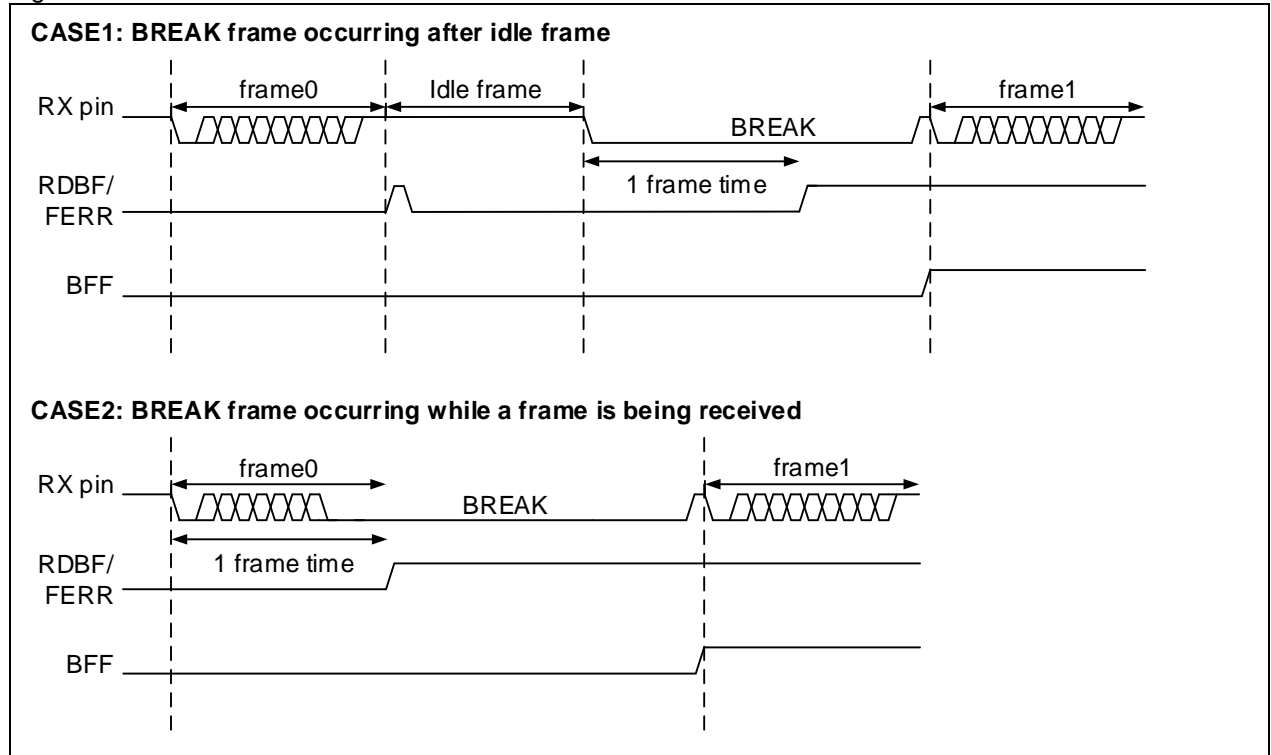 CASE1: BREAK frame occurring after idle frame
frame0
Idle frame
frame1
RX pin
BREAK
1 frame time
RDBF/
FERR
BFF
CASE2: BREAK frame occurring while a frame is being received
frame0
frame1
RX pin
BREAK
1 frame time
RDBF/
FERR
BFF